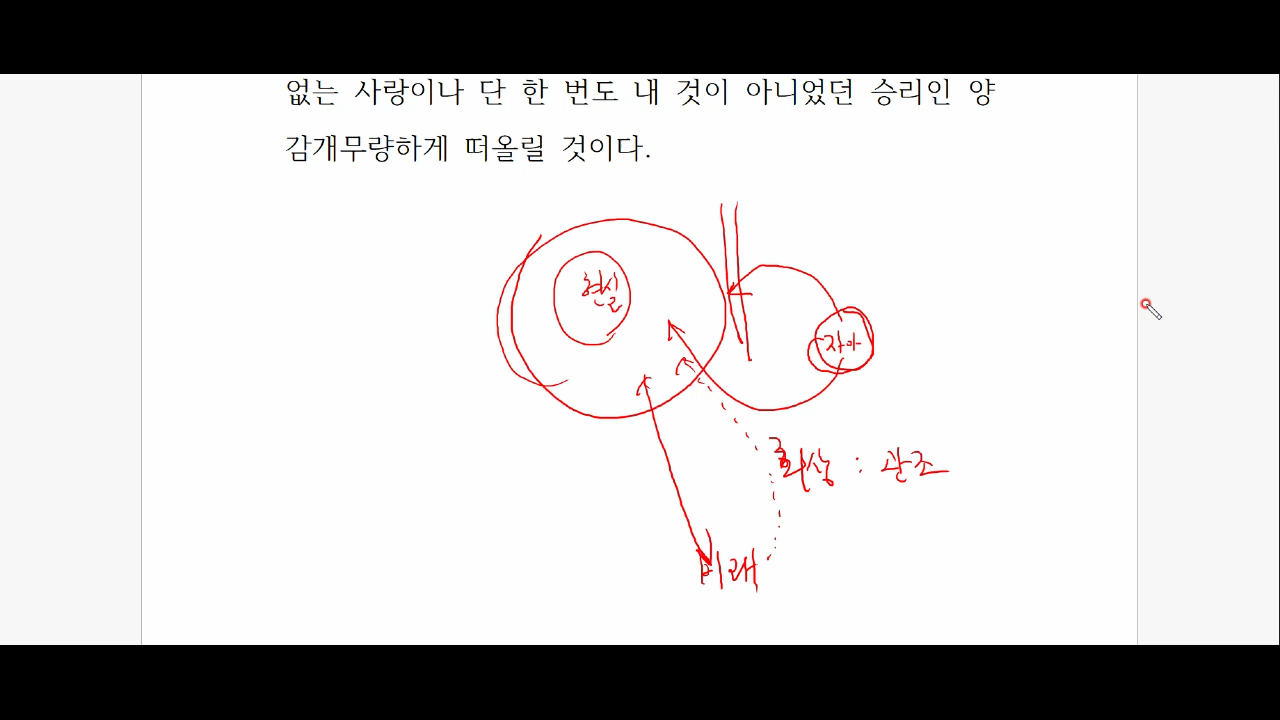 없는 사랑이나 단 한 번도 내 것이 아니었던 승리인 양
감개무량하게 떠올릴 것이다.
현실
자아
회상 : 관조
미래